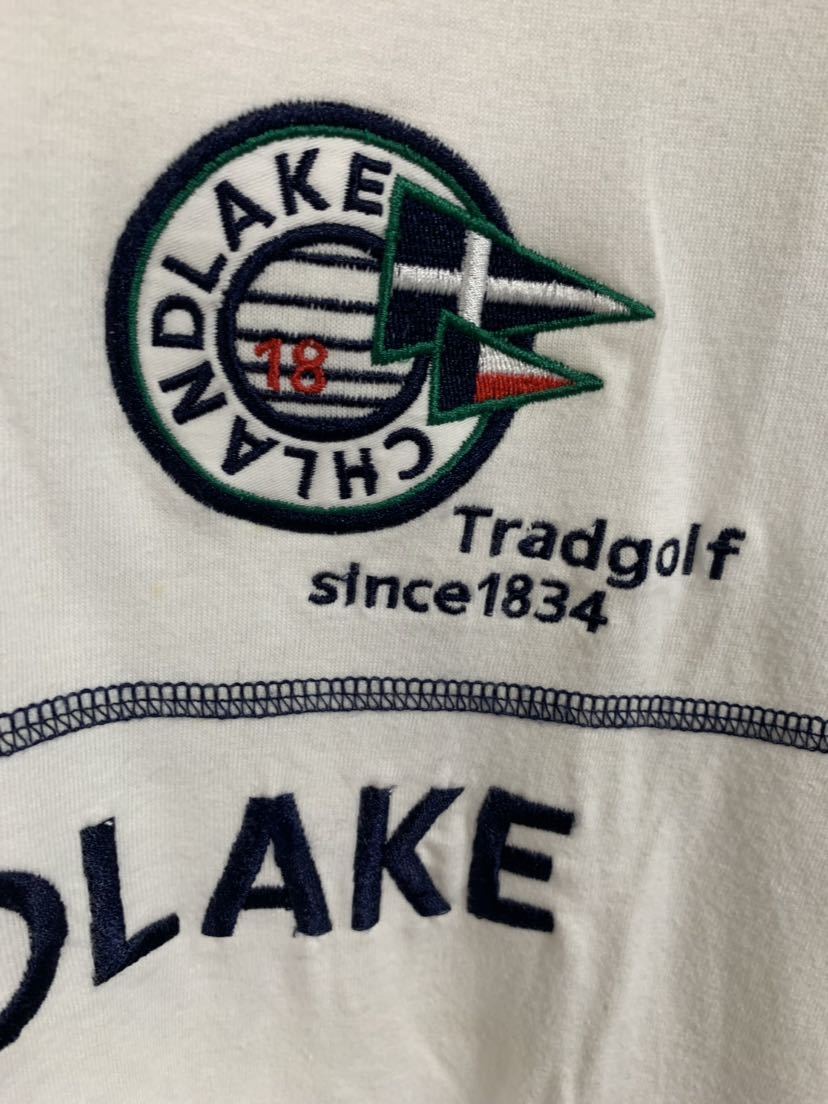 CHLANDLAKE
18
Tradgolf
since1834
DLAKE